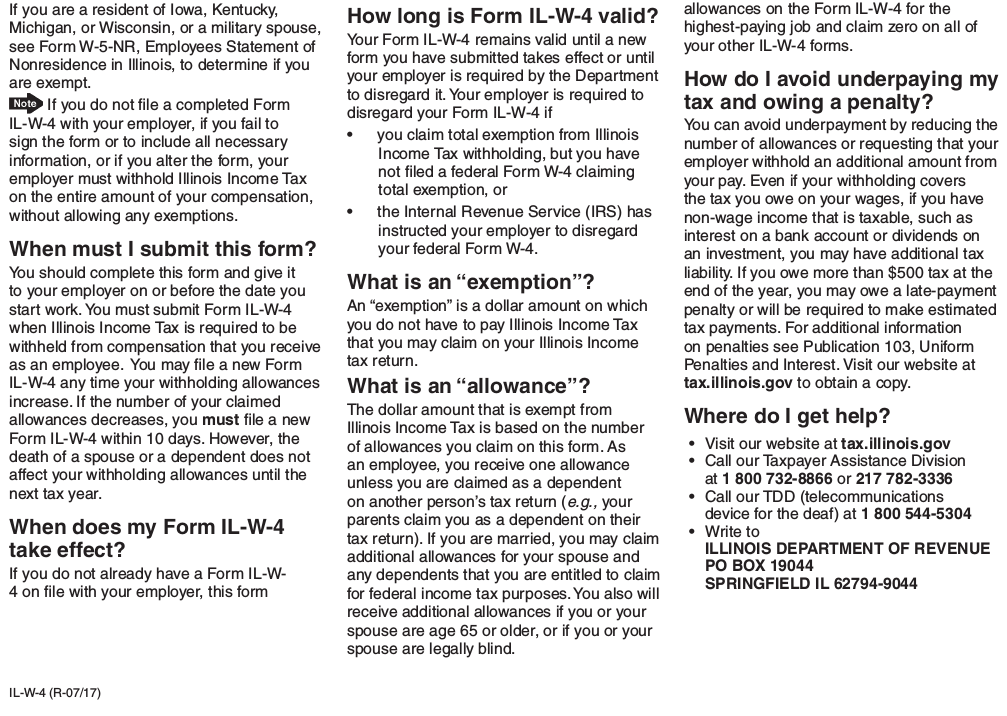 If you are a resident of Iowa, Kentucky,
Michigan, or Wisconsin, or a military spouse,
see Form W-5-NR, Employees Statement of
Nonresidence in Illinois, to determine if you
are exempt.
Note If you do not file a completed Form
IL-W-4 with your employer, if you fail to
sign the form or to include all necessary
information, or if you alter the form, your
employer must withhold Illinois Income Tax
on the entire amount of your compensation,
without allowing any exemptions.
When must I submit this form?
You should complete this form and give it
to your employer on or before the date you
start work. You must submit Form IL-W-4
when Illinois Income Tax is required to be
withheld from compensation that you receive
as an employee. You may file a new Form
IL-W-4 any time your withholding allowances
increase. If the number of your claimed
allowances decreases, you must file a new
Form IL-W-4 within 10 days. However, the
death of a spouse or a dependent does not
affect your withholding allowances until the
next tax year.
When does my Form IL-W-4
take effect?
If you do not already have a Form IL-W-
4 on file with your employer, this form
How long is Form IL-W-4 valid?
Your Form IL-W-4 remains valid until a new
form you have submitted takes effect or until
your employer is required by the Department
to disregard it. Your employer is required to
disregard your Form IL-W-4 if
• you claim total exemption from Illinois
Income Tax withholding, but you have
not filed a federal Form W-4 claiming
total exemption, or
• the Internal Revenue Service (IRS) has
instructed your employer to disregard
your federal Form W-4.
What is an “exemption”?
An “exemption” is a dollar amount on which
you do not have to pay Illinois Income Tax
that you may claim on your Illinois Income
tax return.
What is an “allowance”?
The dollar amount that is exempt from
Illinois Income Tax is based on the number
of allowances you claim on this form. As
an employee, you receive one allowance
unless you are claimed as a dependent
on another person’s tax return (e.g., your
parents claim you as a dependent on their
tax return). If you are married, you may claim
additional allowances for your spouse and
any dependents that you are entitled to claim
for federal income tax purposes. You also will
receive additional allowances if you or your
spouse are age 65 or older, or if you or your
spouse are legally blind.
allowances on the Form IL-W-4 for the
highest-paying job and claim zero on all of
your other IL-W-4 forms.
How do I avoid underpaying my
tax and owing a penalty?
You can avoid underpayment by reducing the
number of allowances or requesting that your
employer withhold an additional amount from
your pay. Even if your withholding covers
the tax you owe on your wages, if you have
non-wage income that is taxable, such as
interest on a bank account or dividends on
an investment, you may have additional tax
liability. If you owe more than $500 tax at the
end of the year, you may owe a late-payment
penalty or will be required to make estimated
tax payments. For additional information
on penalties see Publication 103, Uniform
Penalties and Interest. Visit our website at
tax.illinois.gov to obtain a copy.
Where do I get help?
• Visit our website at tax.illinois.gov
• Call our Taxpayer Assistance Division
at 1 800 732-8866 or 217 782-3336
• Call our TDD (telecommunications
device for the deaf) at 1 800 544-5304
• Write to
ILLINOIS DEPARTMENT OF REVENUE
PO BOX 19044
SPRINGFIELD IL 62794-9044
IL-W-4 (R-07/17)